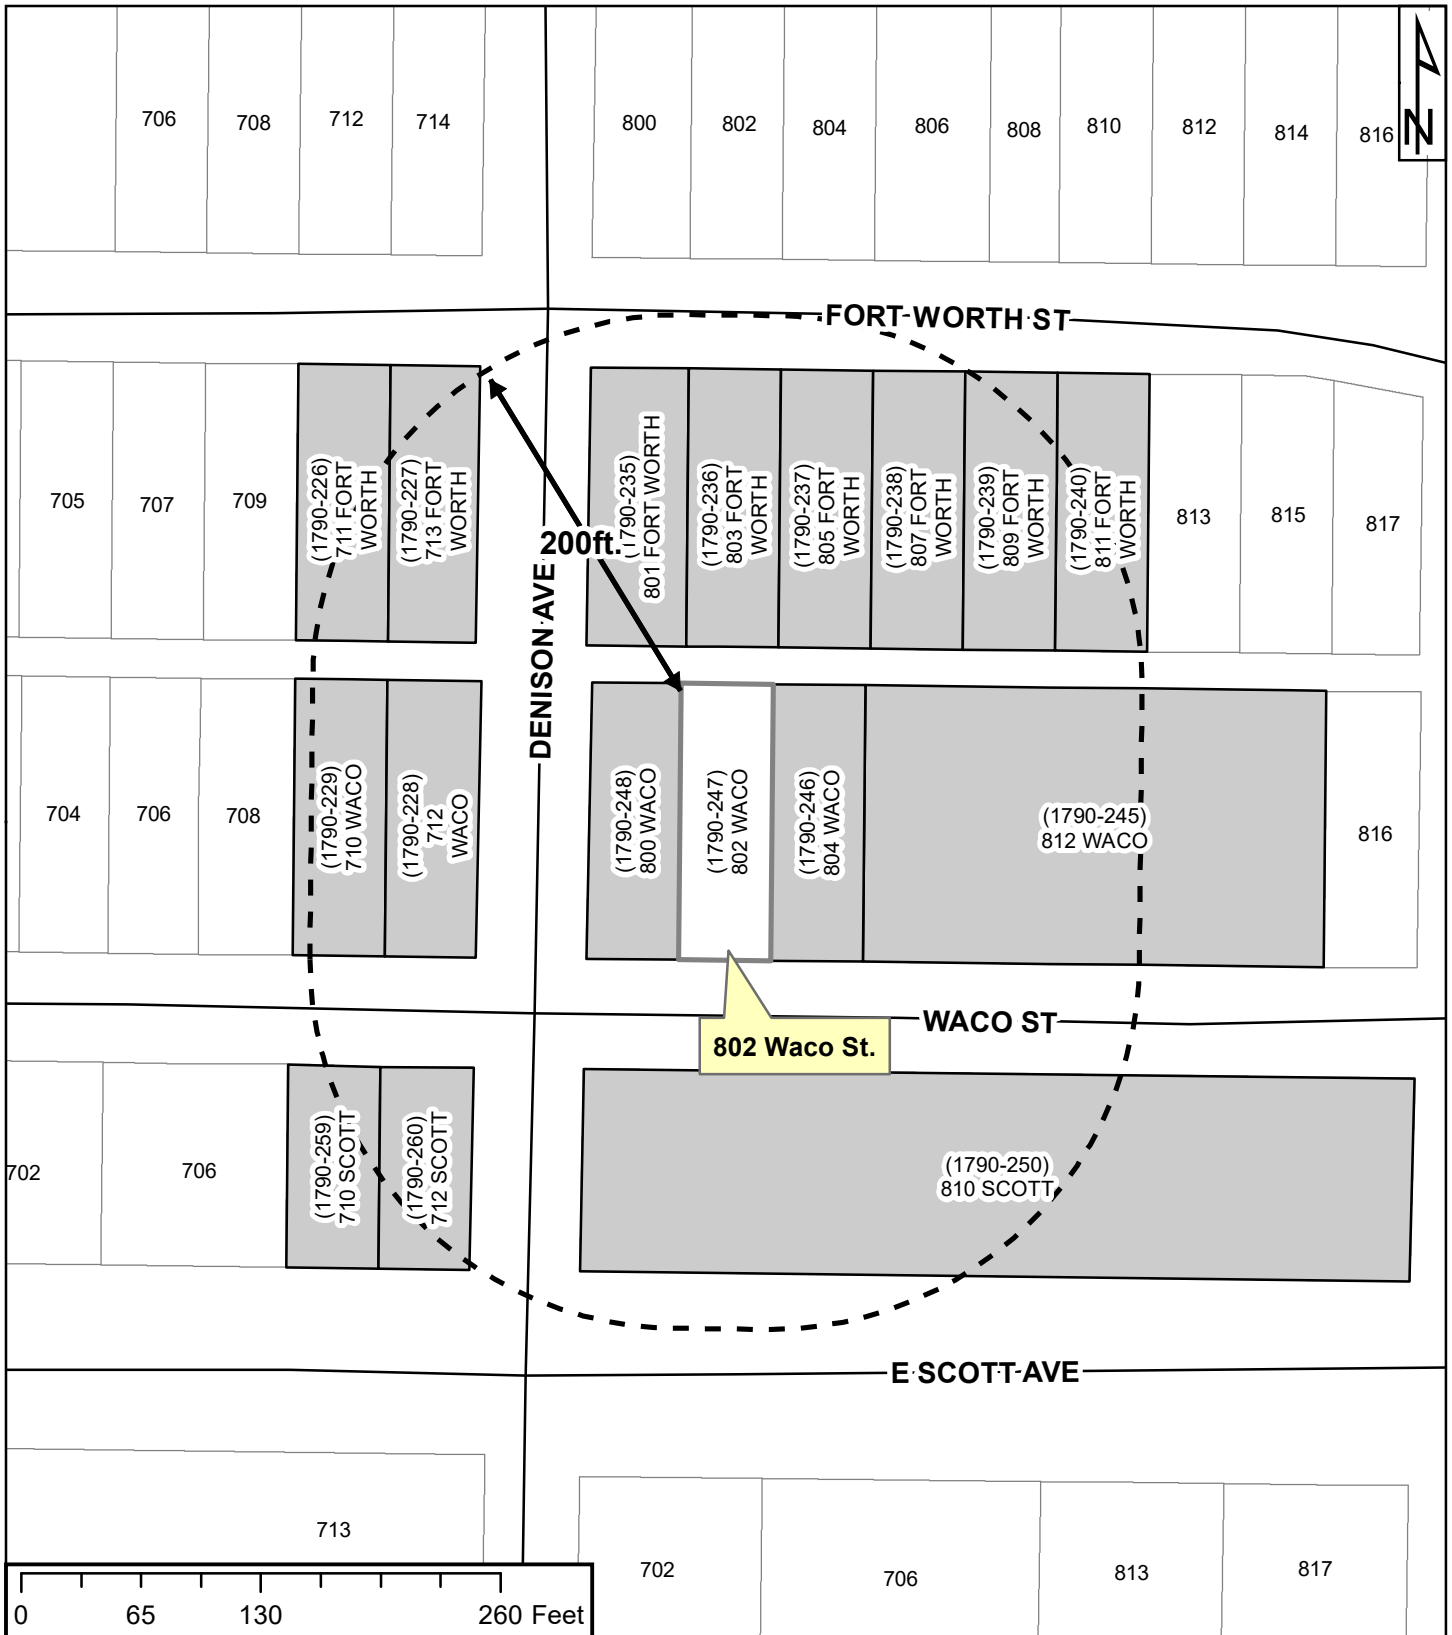 706
708
712
714
800
802
804
806
808
810
812
814
816
N
FORT WORTH ST
705
707
709
(1790-226)
711 FORT
WORTH
(1790-227)
713 FORT
WORTH
(1790-235)
801 FORT WORTH
(1790-236)
803 FORT
WORTH
(1790-237)
805 FORT
WORTH
(1790-238)
807 FORT
WORTH
(1790-239)
809 FORT
WORTH
(1790-240)
811 FORT
WORTH
813
815
817
200ft.
DENISON AVE
704
706
708
(1790-229)
710 WACO
(1790-228)
712
WACO
(1790-248)
800 WACO
(1790-247)
802 WACO
(1790-246)
804 WACO
(1790-245)
812 WACO
816
WACO ST
802 Waco St.
702
706
(1790-259)
710 SCOTT
(1790-260)
712 SCOTT
(1790-250)
810 SCOTT
E SCOTT AVE
713
702
706
813
817
0 65 130 260 Feet